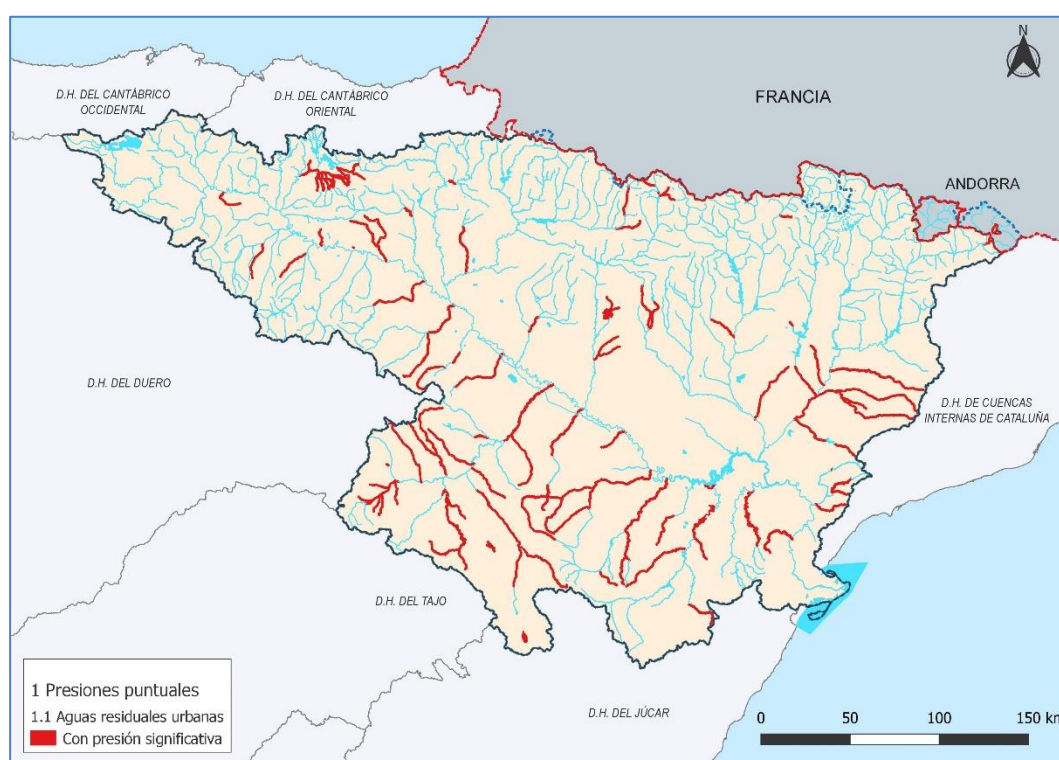 N
D.H. DEL CANTÁBRICO
OCCIDENTAL
D.H. DEL CANTÁBRICO
ORIENTAL
FRANCIA
ANDORRA
D.H. DEL DUERO
D.H. DE CUENCAS
INTERNAS DE CATALUÑA
D.H. DEL TAJO
D.H. DEL JÚCAR
1 Presiones puntuales
1.1 Aguas residuales urbanas
Con presión significativa
0 50 100 150 km